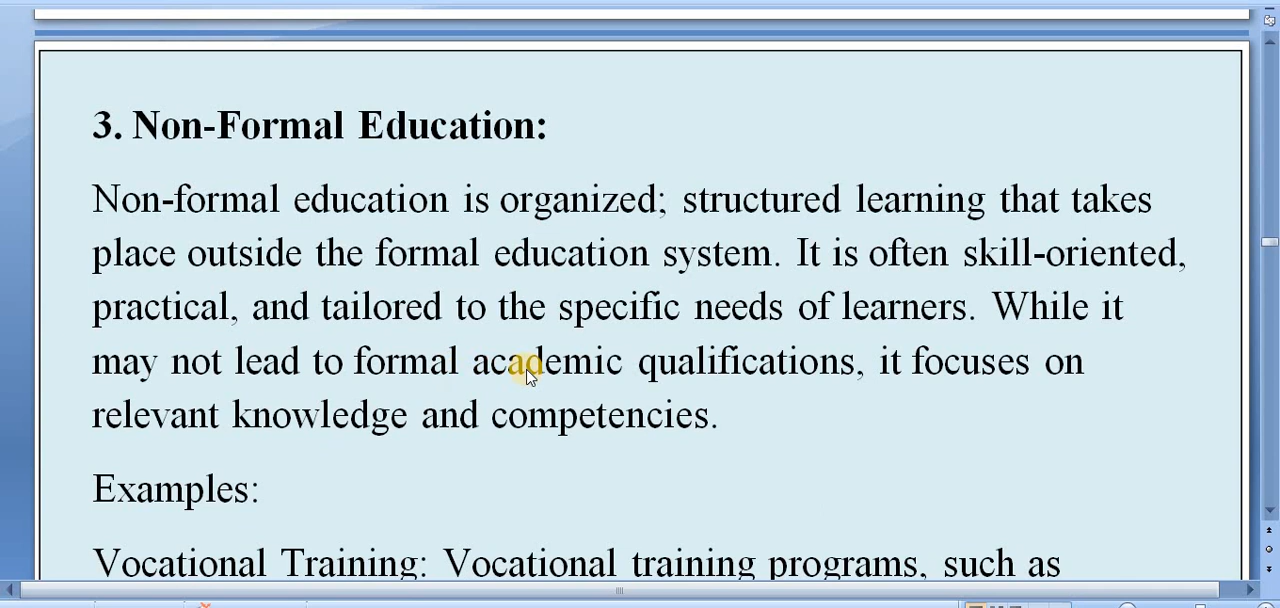 3. Non-Formal Education:
Non-formal education is organized; structured learning that takes
place outside the formal education system. It is often skill-oriented,
practical, and tailored to the specific needs of learners. While it
may not lead to formal academic qualifications, it focuses on
relevant knowledge and competencies.
Examples:
Vocational Training: Vocational training programs, such as